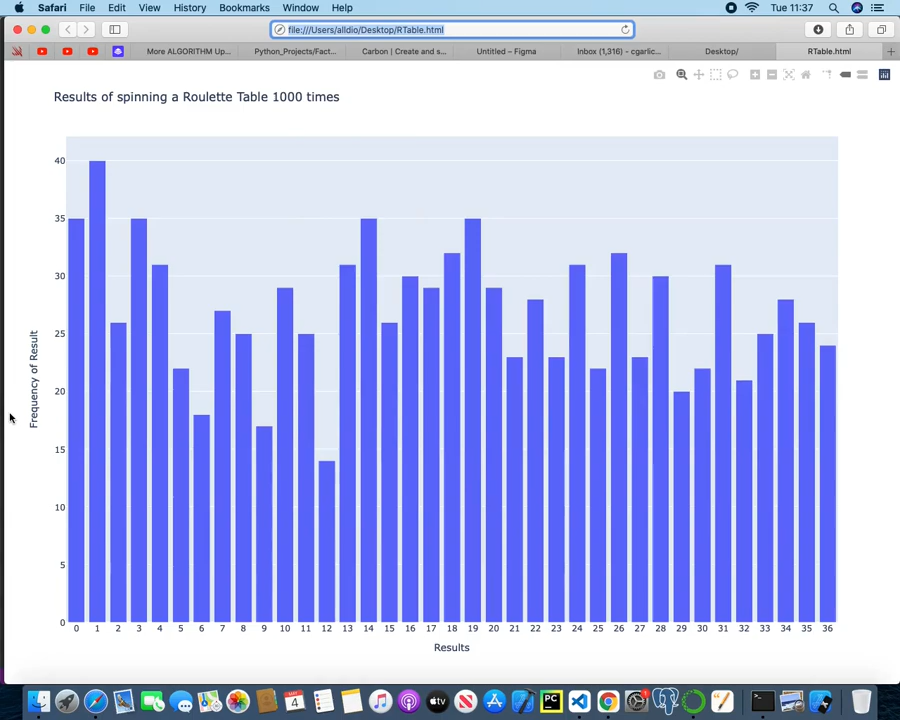 Safari File Edit View History Bookmarks Window Help Tue 11:37
file:///Users/alldio/Desktop/RTable.html
More ALGORITHM Up... Python_Projects/Fact... Carbon | Create and s... Untitled – Figma Inbox (1,316) - cgarlic... Desktop/ RTable.html
Results of spinning a Roulette Table 1000 times
40
35
30
25
20
15
10
5
0
Frequency of Result
0 1 2 3 4 5 6 7 8 9 10 11 12 13 14 15 16 17 18 19 20 21 22 23 24 25 26 27 28 29 30 31 32 33 34 35 36
Results